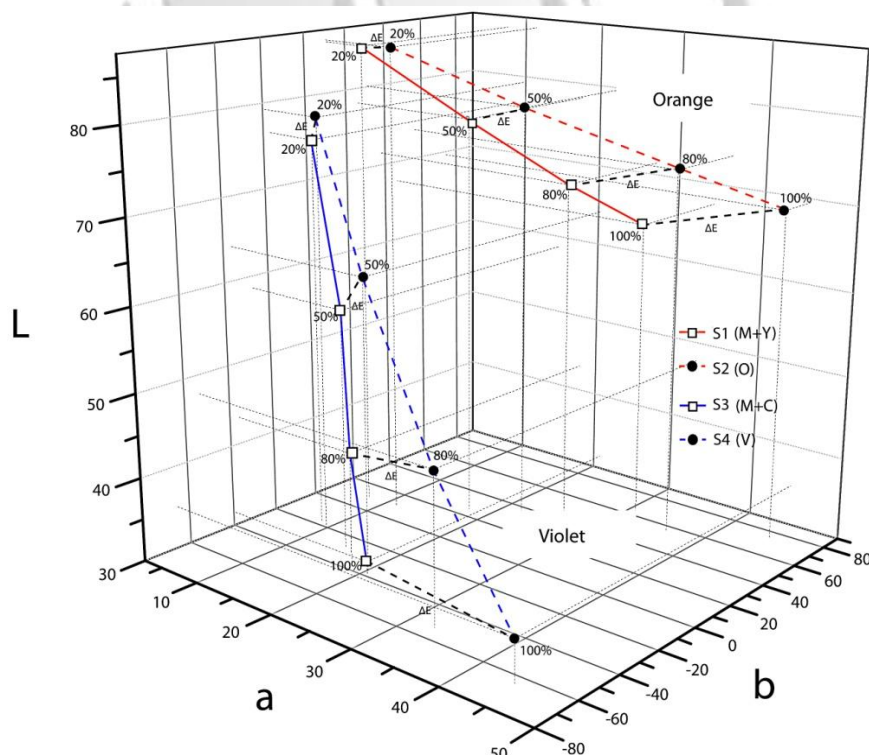 ΔE
20%
20%
50%
50%
ΔE
Orange
80%
80%
ΔE
100%
100%
ΔE
20%
ΔE
20%
50%
50%
ΔE
80%
80%
ΔE
100%
100%
ΔE
Violet
S1 (M+Y)
S2 (O)
S3 (M+C)
S4 (V)
L
80
70
60
50
40
30
a
10
20
30
40
50
b
80
60
40
20
0
-20
-40
-60
-80